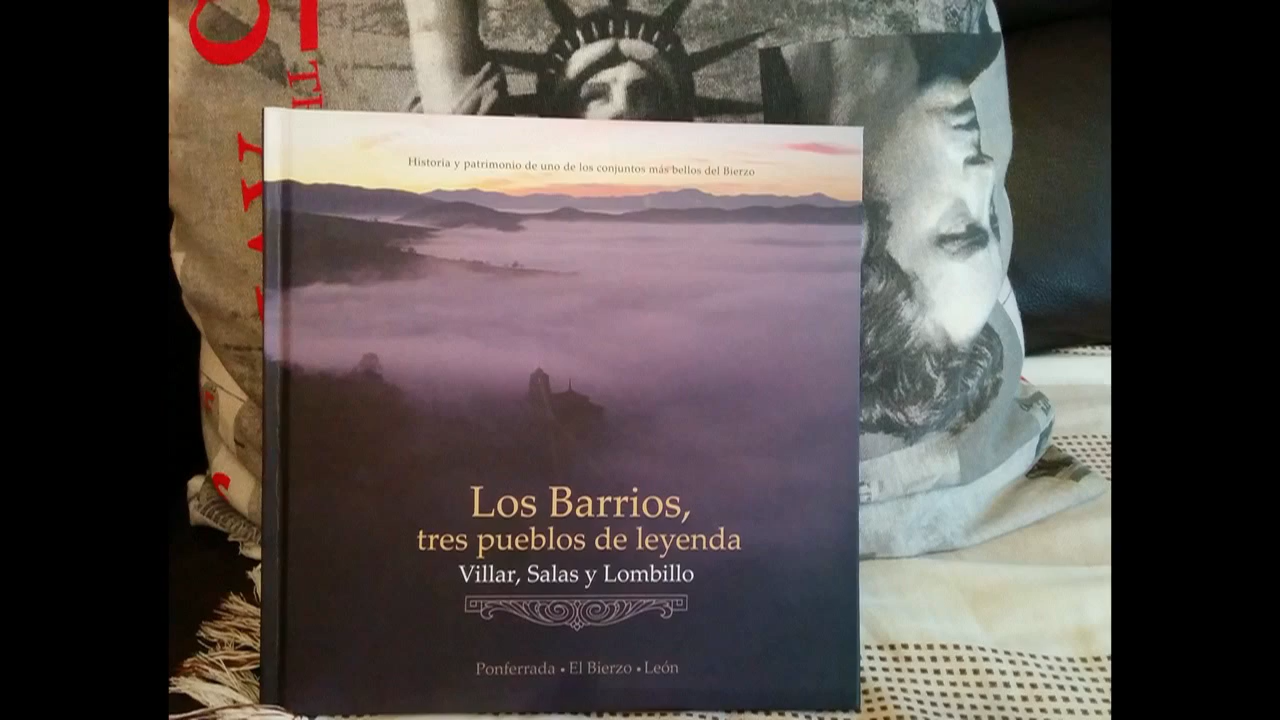 Historia y patrimonio de uno de los conjuntos más bellos del Bierzo
Los Barrios,
tres pueblos de leyenda
Villar, Salas y Lombillo
Ponferrada • El Bierzo • León